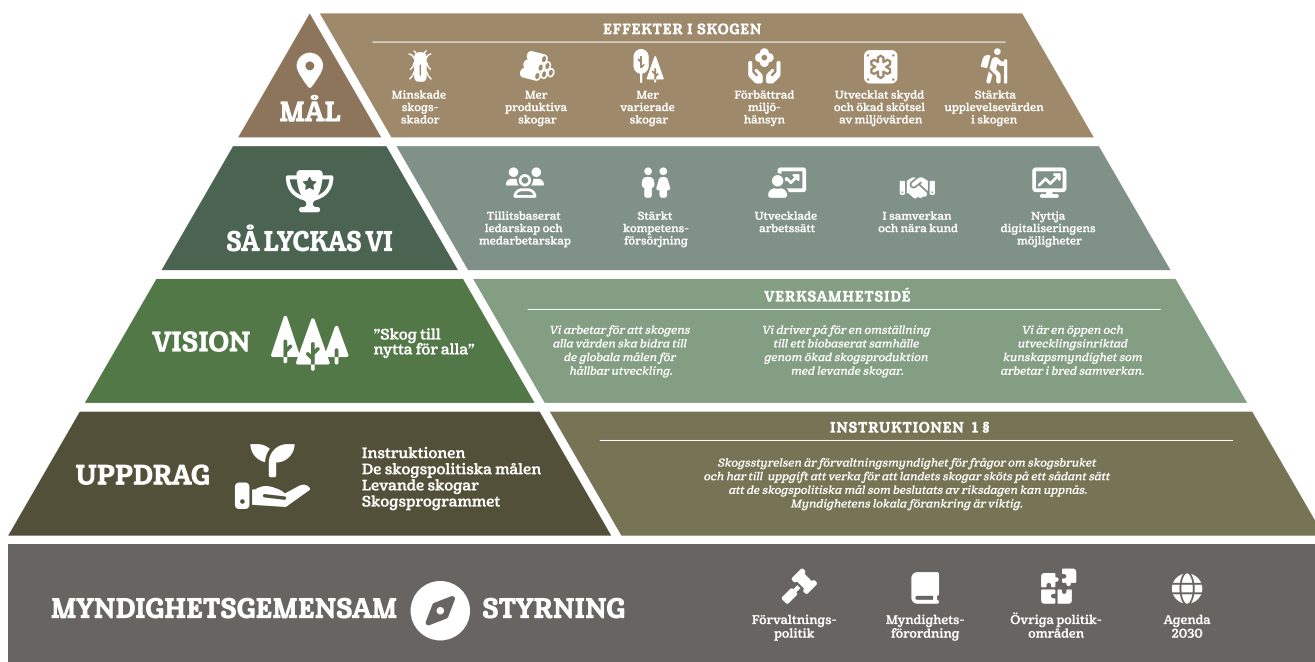 EFFEKTER I SKOGEN
MÅL
Minskade
skogs-
skador
Mer
produktiva
skogar
Mer
varierade
skogar
Förbättrad
miljö-
hänsyn
Utvecklat skydd
och ökad skötsel
av miljövärden
Stärkta
upplevelsevärden
i skogen
SÅ LYCKAS VI
Tillitsbaserat
ledarskap och
medarbetarskap
Stärkt
kompetens-
försörjning
Utvecklade
arbetssätt
I samverkan
och nära kund
Nyttja
digitaliseringens
möjligheter
VISION
”Skog till
nytta för alla”
VERKSAMHETSIDÉ
Vi arbetar för att skogens
alla värden ska bidra till
de globala målen för
hållbar utveckling.
Vi driver på för en omställning
till ett biobaserat samhälle
genom ökad skogsproduktion
med levande skogar.
Vi är en öppen och
utvecklingsinriktad
kunskapsmyndighet som
arbetar i bred samverkan.
UPPDRAG
Instruktionen
De skogspolitiska målen
Levande skogar
Skogsprogrammet
INSTRUKTIONEN 1 §
Skogsstyrelsen är förvaltningsmyndighet för frågor om skogsbruket
och har till uppgift att verka för att landets skogar sköts på ett sådant sätt
att de skogspolitiska mål som beslutats av riksdagen kan uppnås.
Myndighetens lokala förankring är viktig.
MYNDIGHETSGEMENSAM STYRNING
Förvaltnings-
politik
Myndighets-
förordning
Övriga politik-
områden
Agenda
2030